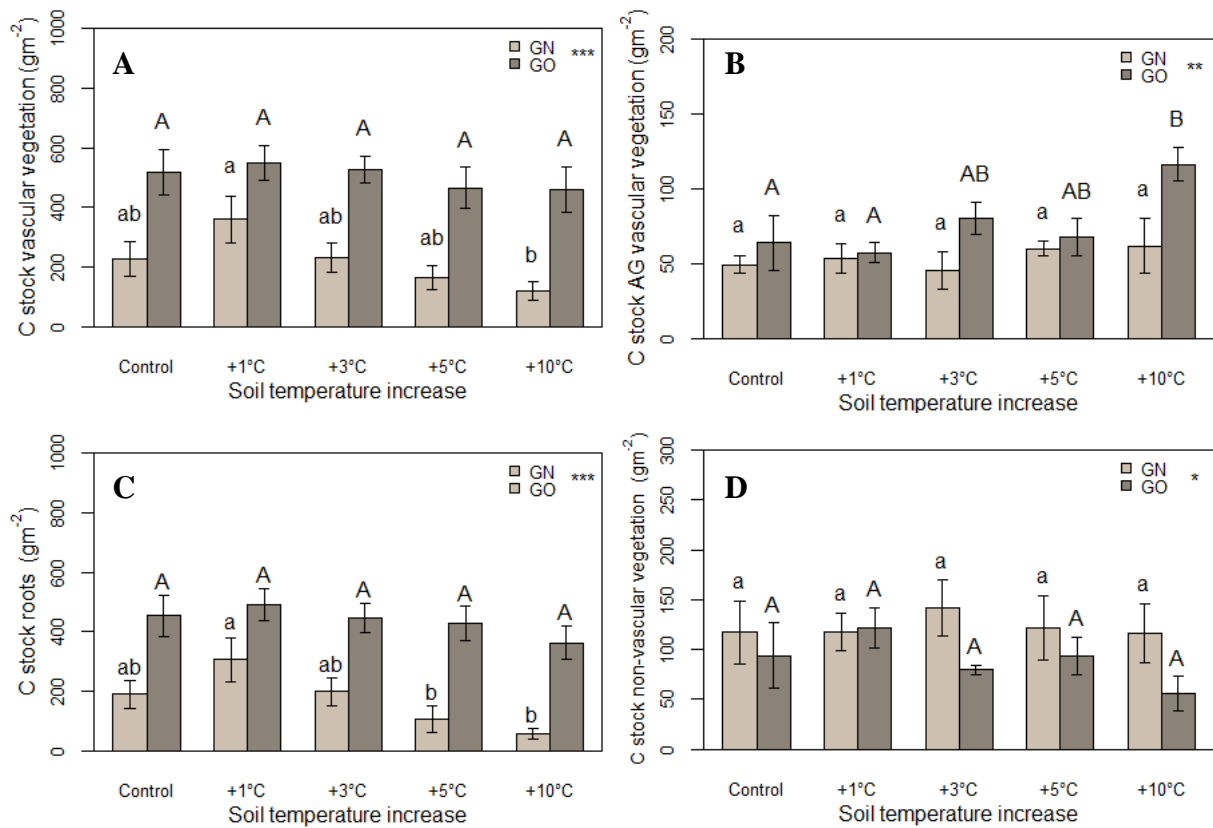 A
C stock vascular vegetation (gm-2)
1000
800
600
400
200
0
GN
GO
***
ab
A
a
A
ab
A
ab
A
b
A
Control
+1°C
+3°C
+5°C
+10°C
Soil temperature increase
B
C stock AG vascular vegetation (gm-2)
200
150
100
50
0
GN
GO
**
a
A
a
A
a
AB
a
AB
a
B
Control
+1°C
+3°C
+5°C
+10°C
Soil temperature increase
C
C stock roots (gm-2)
1000
800
600
400
200
0
GN
GO
***
ab
A
a
A
ab
A
b
A
b
A
Control
+1°C
+3°C
+5°C
+10°C
Soil temperature increase
D
C stock non-vascular vegetation (gm-2)
300
250
200
150
100
50
0
GN
GO
*
a
A
a
A
a
A
a
A
a
A
Control
+1°C
+3°C
+5°C
+10°C
Soil temperature increase